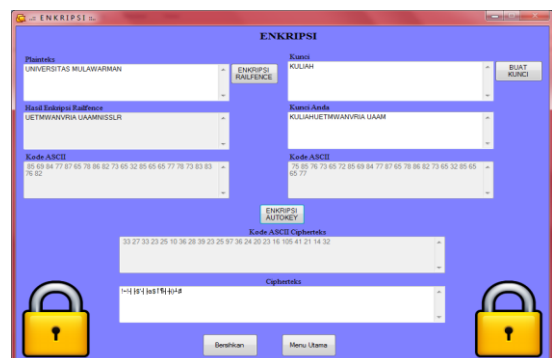 ..:: E N K R I P S I ::..
ENKRIPSI
Plainteks
UNIVERSITAS MULAWARMAN
ENKRIPSI
RAILFENCE
Kunci
KULIAH
BUAT
KUNCI
Hasil Enkripsi Railfence
UETMWANVRIA UAAMNISSLR
Kunci Anda
KULIAHUETMWANVRIA UAAM
Kode ASCII
85 69 84 77 87 65 78 86 82 73 65 32 85 65 65 77 78 73 83 83
76 82
Kode ASCII
75 85 76 73 65 72 85 69 84 77 87 65 78 86 82 73 65 32 85 65
65 77
ENKRIPSI
AUTOKEY
Kode ASCII Cipherteks
33 27 33 23 25 10 36 28 39 23 25 97 36 24 20 23 16 105 41 21 14 32
Cipherteks
Bersihkan
Menu Utama